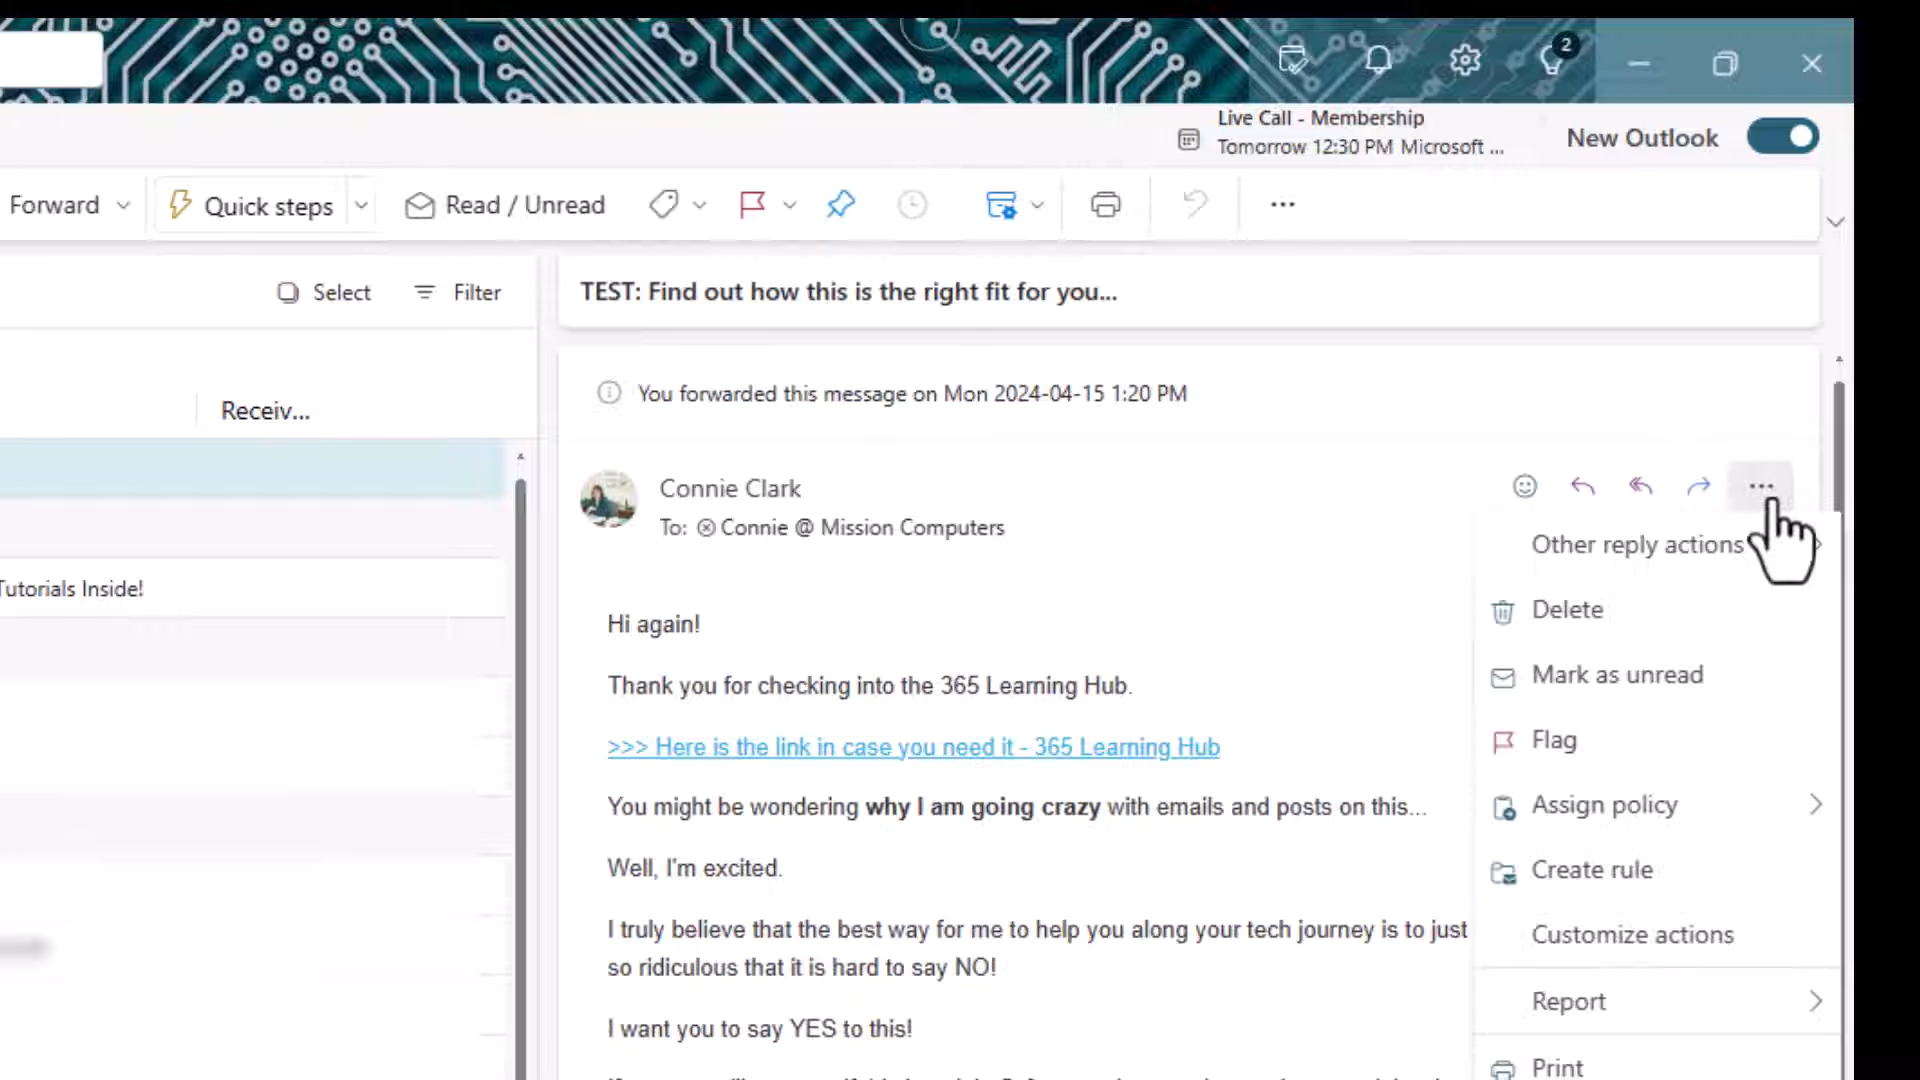 2
Live Call - Membership
Tomorrow 12:30 PM Microsoft ...
New Outlook
Forward
Quick steps
Read / Unread
Select
Filter
TEST: Find out how this is the right fit for you...
You forwarded this message on Mon 2024-04-15 1:20 PM
Receiv...
Connie Clark
To: Connie @ Mission Computers
Other reply actions
Tutorials Inside!
Delete
Hi again!
Mark as unread
Thank you for checking into the 365 Learning Hub.
Flag
>>> Here is the link in case you need it - 365 Learning Hub
Assign policy
You might be wondering why I am going crazy with emails and posts on this...
Create rule
Well, I'm excited.
Customize actions
I truly believe that the best way for me to help you along your tech journey is to just
so ridiculous that it is hard to say NO!
Report
I want you to say YES to this!
Print